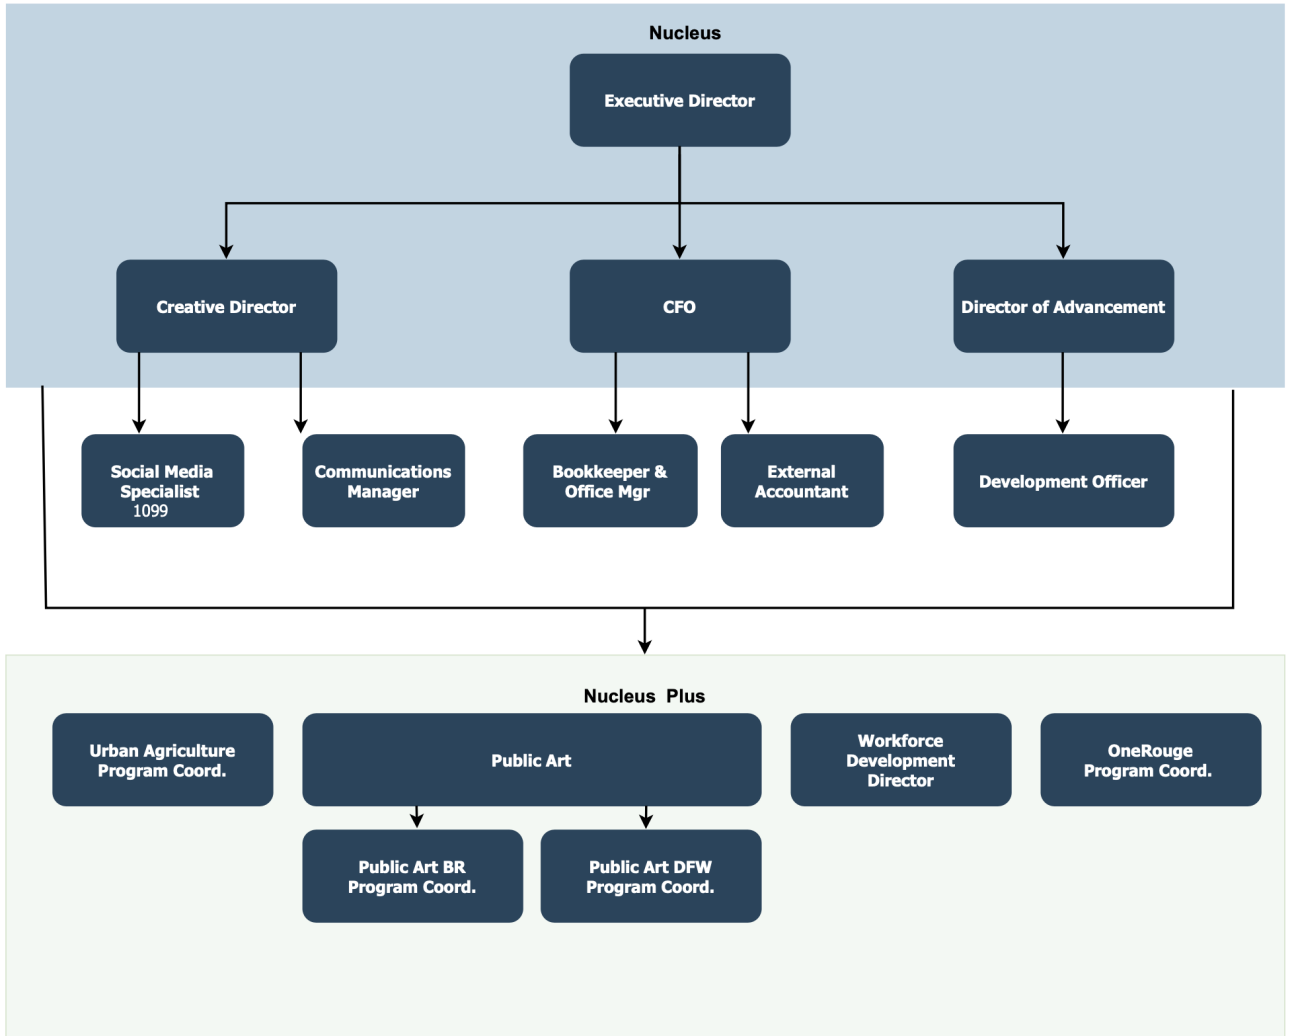 Nucleus
Executive Director
Creative Director
CFO
Director of Advancement
Social Media
Specialist
1099
Communications
Manager
Bookkeeper &
Office Mgr
External
Accountant
Development Officer
Nucleus Plus
Urban Agriculture
Program Coord.
Public Art
Workforce
Development
Director
OneRouge
Program Coord.
Public Art BR
Program Coord.
Public Art DFW
Program Coord.